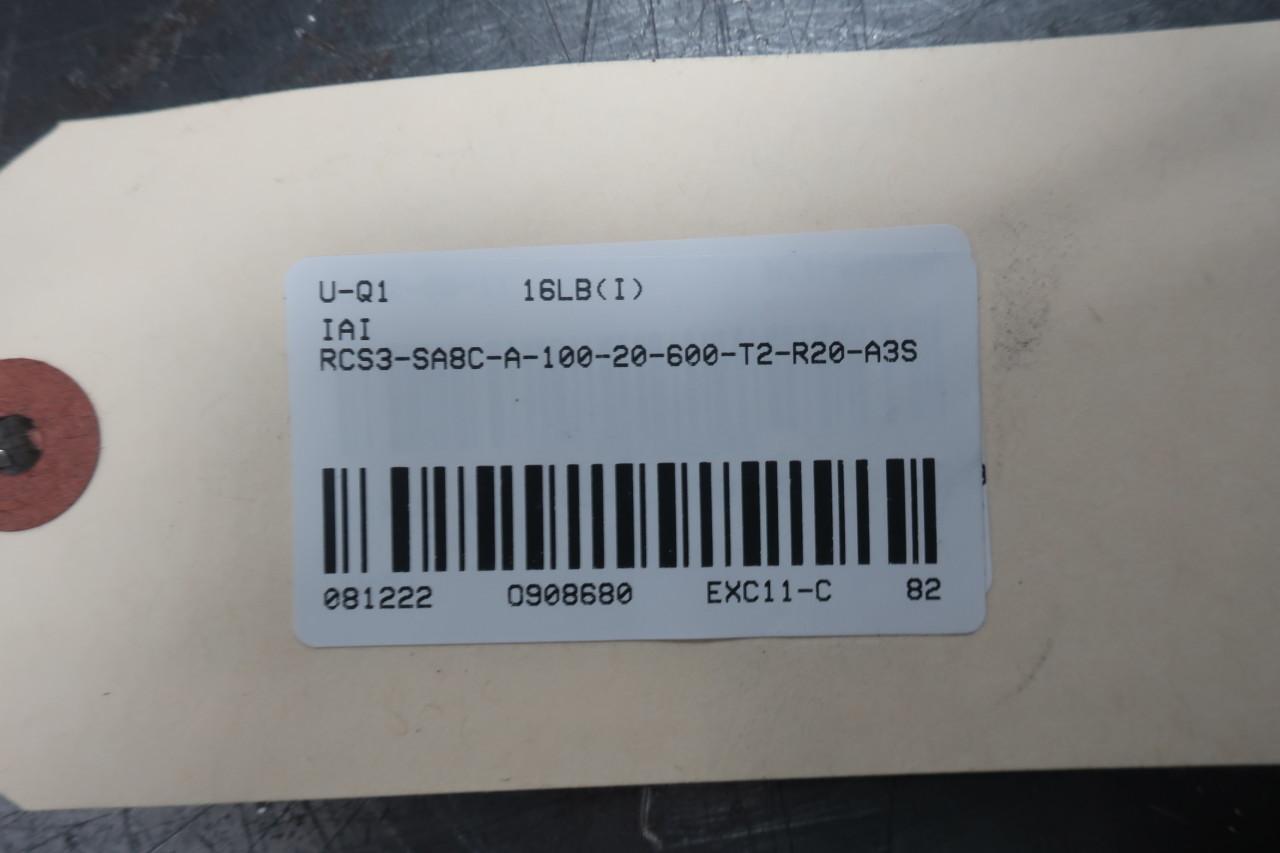 U-Q1 16LB(I)
IAI
RCS3-SA8C-A-100-20-600-T2-R20-A3S
081222 0908680 EXC11-C 82